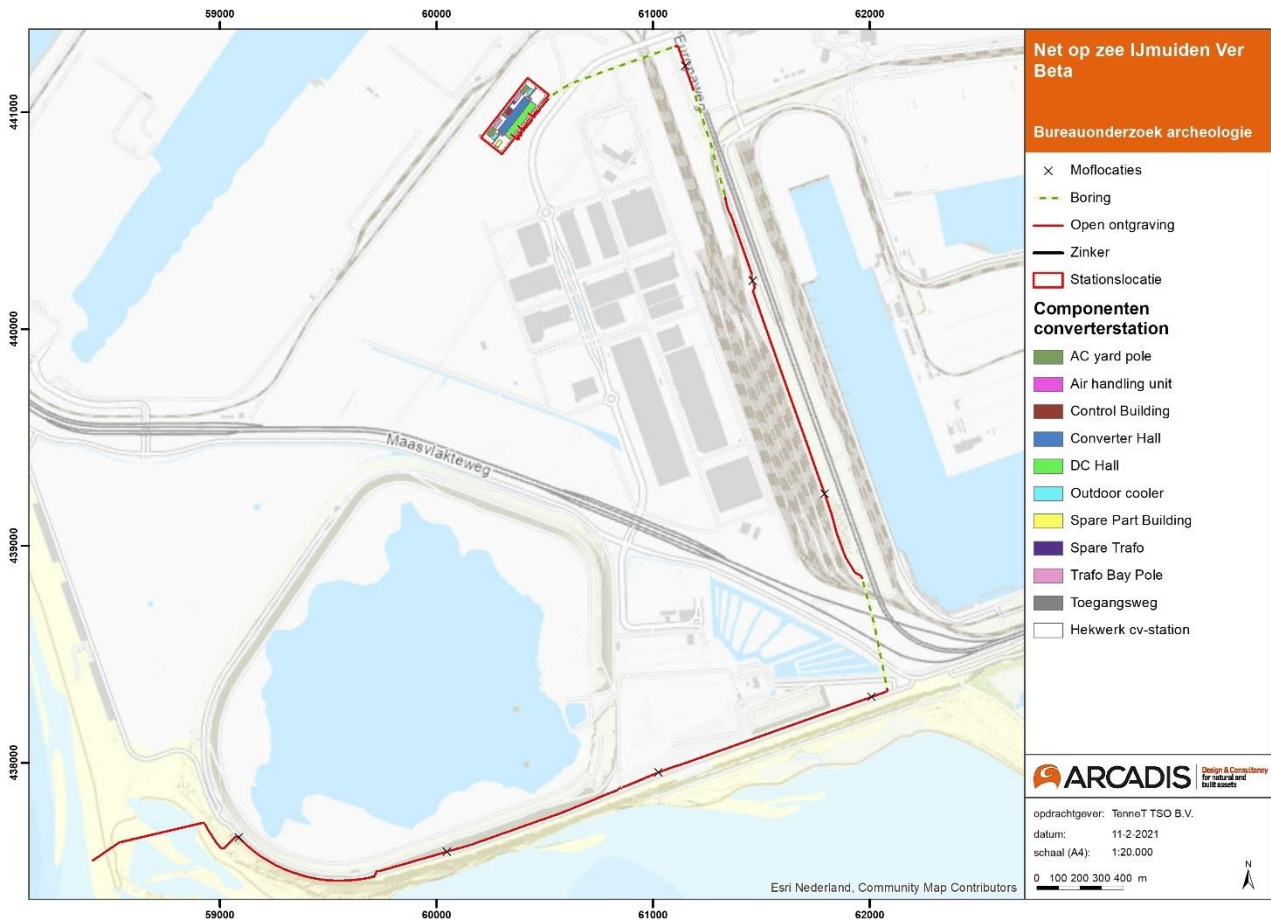 59000
60000
61000
62000
441000
440000
439000
438000
Europaweg
Maasvlakteweg
Esri Nederland, Community Map Contributors
59000
60000
61000
62000
Net op zee IJmuiden Ver
Beta
Bureauonderzoek archeologie
Moflocaties
Boring
Open ontgraving
Zinker
Stationslocatie
Componenten
converterstation
AC yard pole
Air handling unit
Control Building
Converter Hall
DC Hall
Outdoor cooler
Spare Part Building
Spare Trafo
Trafo Bay Pole
Toegangsweg
Hekwerk cv-station
ARCADIS
Design & Consultancy
for natural and
built assets
opdrachtgever: TenneT TSO B.V.
datum: 11-2-2021
schaal (A4): 1:20.000
0 100 200 300 400 m
N